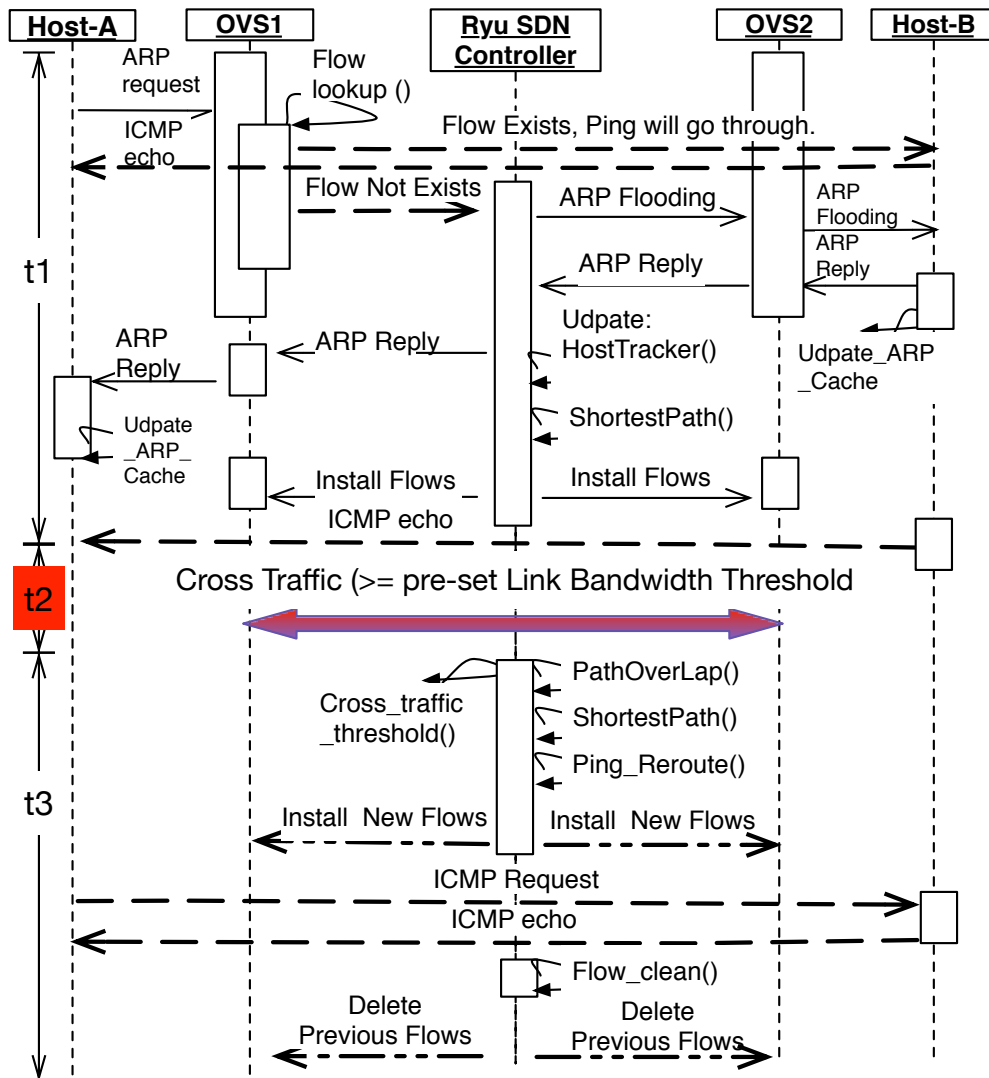 Host-A
OVS1
Ryu SDN
Controller
OVS2
Host-B
ARP
request
Flow
lookup ()
ICMP
echo
Flow Exists, Ping will go through.
Flow Not Exists
ARP Flooding
ARP
Flooding
ARP
Reply
ARP Reply
t1
Udpate:
HostTracker()
ARP Reply
ARP
Reply
Udpate_ARP
_Cache
ShortestPath()
Udpate
_ARP_
Cache
Install Flows
Install Flows
ICMP echo
t2
Cross Traffic (>= pre-set Link Bandwidth Threshold
PathOverLap()
Cross_traffic
_threshold()
ShortestPath()
Ping_Reroute()
t3
Install New Flows
Install New Flows
ICMP Request
ICMP echo
Flow_clean()
Delete
Previous Flows
Delete
Previous Flows